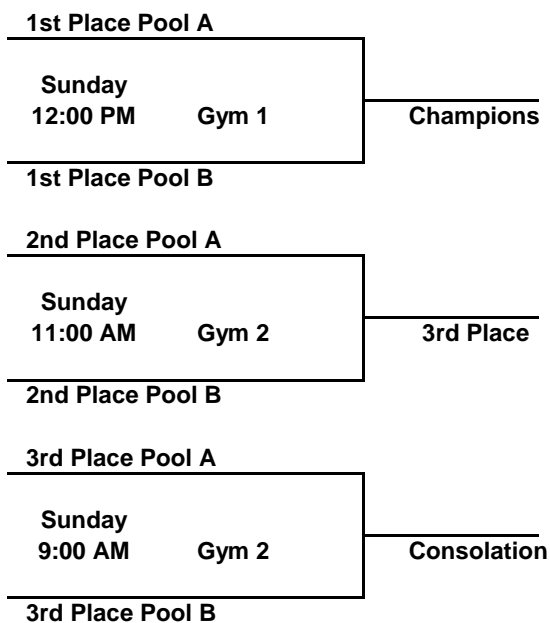 1st Place Pool A
Sunday
12:00 PM Gym 1 Champions
1st Place Pool B
2nd Place Pool A
Sunday
11:00 AM Gym 2 3rd Place
2nd Place Pool B
3rd Place Pool A
Sunday
9:00 AM Gym 2 Consolation
3rd Place Pool B